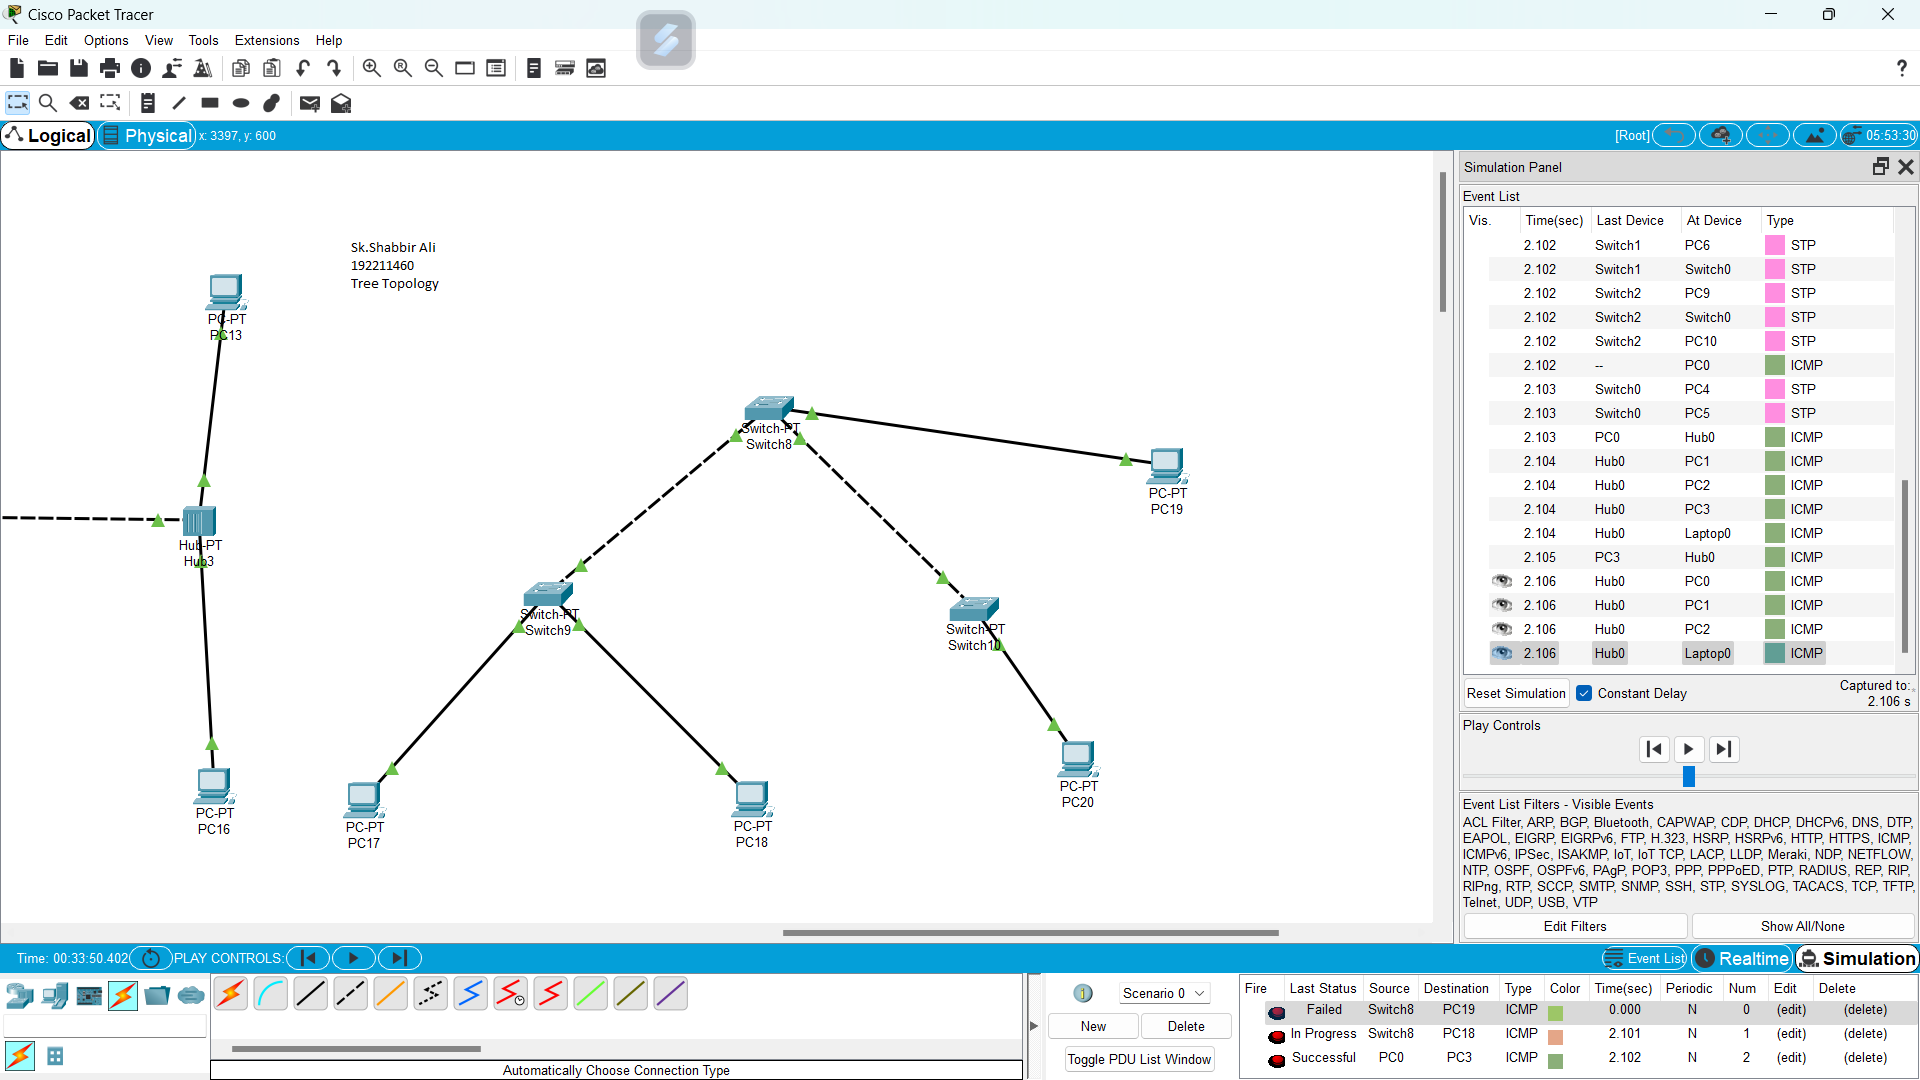 Cisco Packet Tracer
File Edit Options View Tools Extensions Help
Logical Physical x: 3397, y: 600 [Root] 05:53:30
Sk.Shabbir Ali
192211460
Tree Topology
PC-PT
PC13
Switch-PT
Switch8
PC-PT
PC19
Hub-PT
Hub3
Switch-PT
Switch9
Switch-PT
Switch10
PC-PT
PC16
PC-PT
PC17
PC-PT
PC18
PC-PT
PC20
Simulation Panel
Event List
Vis. Time(sec) Last Device At Device Type
2.102 Switch1 PC6 STP
2.102 Switch1 Switch0 STP
2.102 Switch2 PC9 STP
2.102 Switch2 Switch0 STP
2.102 Switch2 PC10 STP
2.102 -- PC0 ICMP
2.103 Switch0 PC4 STP
2.103 Switch0 PC5 STP
2.103 PC0 Hub0 ICMP
2.104 Hub0 PC1 ICMP
2.104 Hub0 PC2 ICMP
2.104 Hub0 PC3 ICMP
2.104 Hub0 Laptop0 ICMP
2.105 PC3 Hub0 ICMP
2.106 Hub0 PC0 ICMP
2.106 Hub0 PC1 ICMP
2.106 Hub0 PC2 ICMP
2.106 Hub0 Laptop0 ICMP
Reset Simulation Constant Delay Captured to:
2.106 s
Play Controls
Event List Filters - Visible Events
ACL Filter, ARP, BGP, Bluetooth, CAPWAP, CDP, DHCP, DHCPv6, DNS, DTP,
EAPOL, EIGRP, EIGRPv6, FTP, H.323, HSRP, HSRPv6, HTTP, HTTPS, ICMP,
ICMPv6, IPSec, ISAKMP, IoT, IoT TCP, LACP, LLDP, Meraki, NDP, NETFLOW,
NTP, OSPF, OSPFv6, PAgP, POP3, PPP, PPPoED, PTP, RADIUS, REP, RIP,
RIPng, RTP, SCCP, SMTP, SNMP, SSH, STP, SYSLOG, TACACS, TCP, TFTP,
Telnet, UDP, USB, VTP
Edit Filters Show All/None
Time: 00:33:50.402 PLAY CONTROLS: Event List Realtime Simulation
Scenario 0
New Delete
Toggle PDU List Window
Fire Last Status Source Destination Type Color Time(sec) Periodic Num Edit Delete
Failed Switch8 PC19 ICMP 0.000 N 0 (edit) (delete)
In Progress Switch8 PC18 ICMP 2.101 N 1 (edit) (delete)
Successful PC0 PC3 ICMP 2.102 N 2 (edit) (delete)
Automatically Choose Connection Type